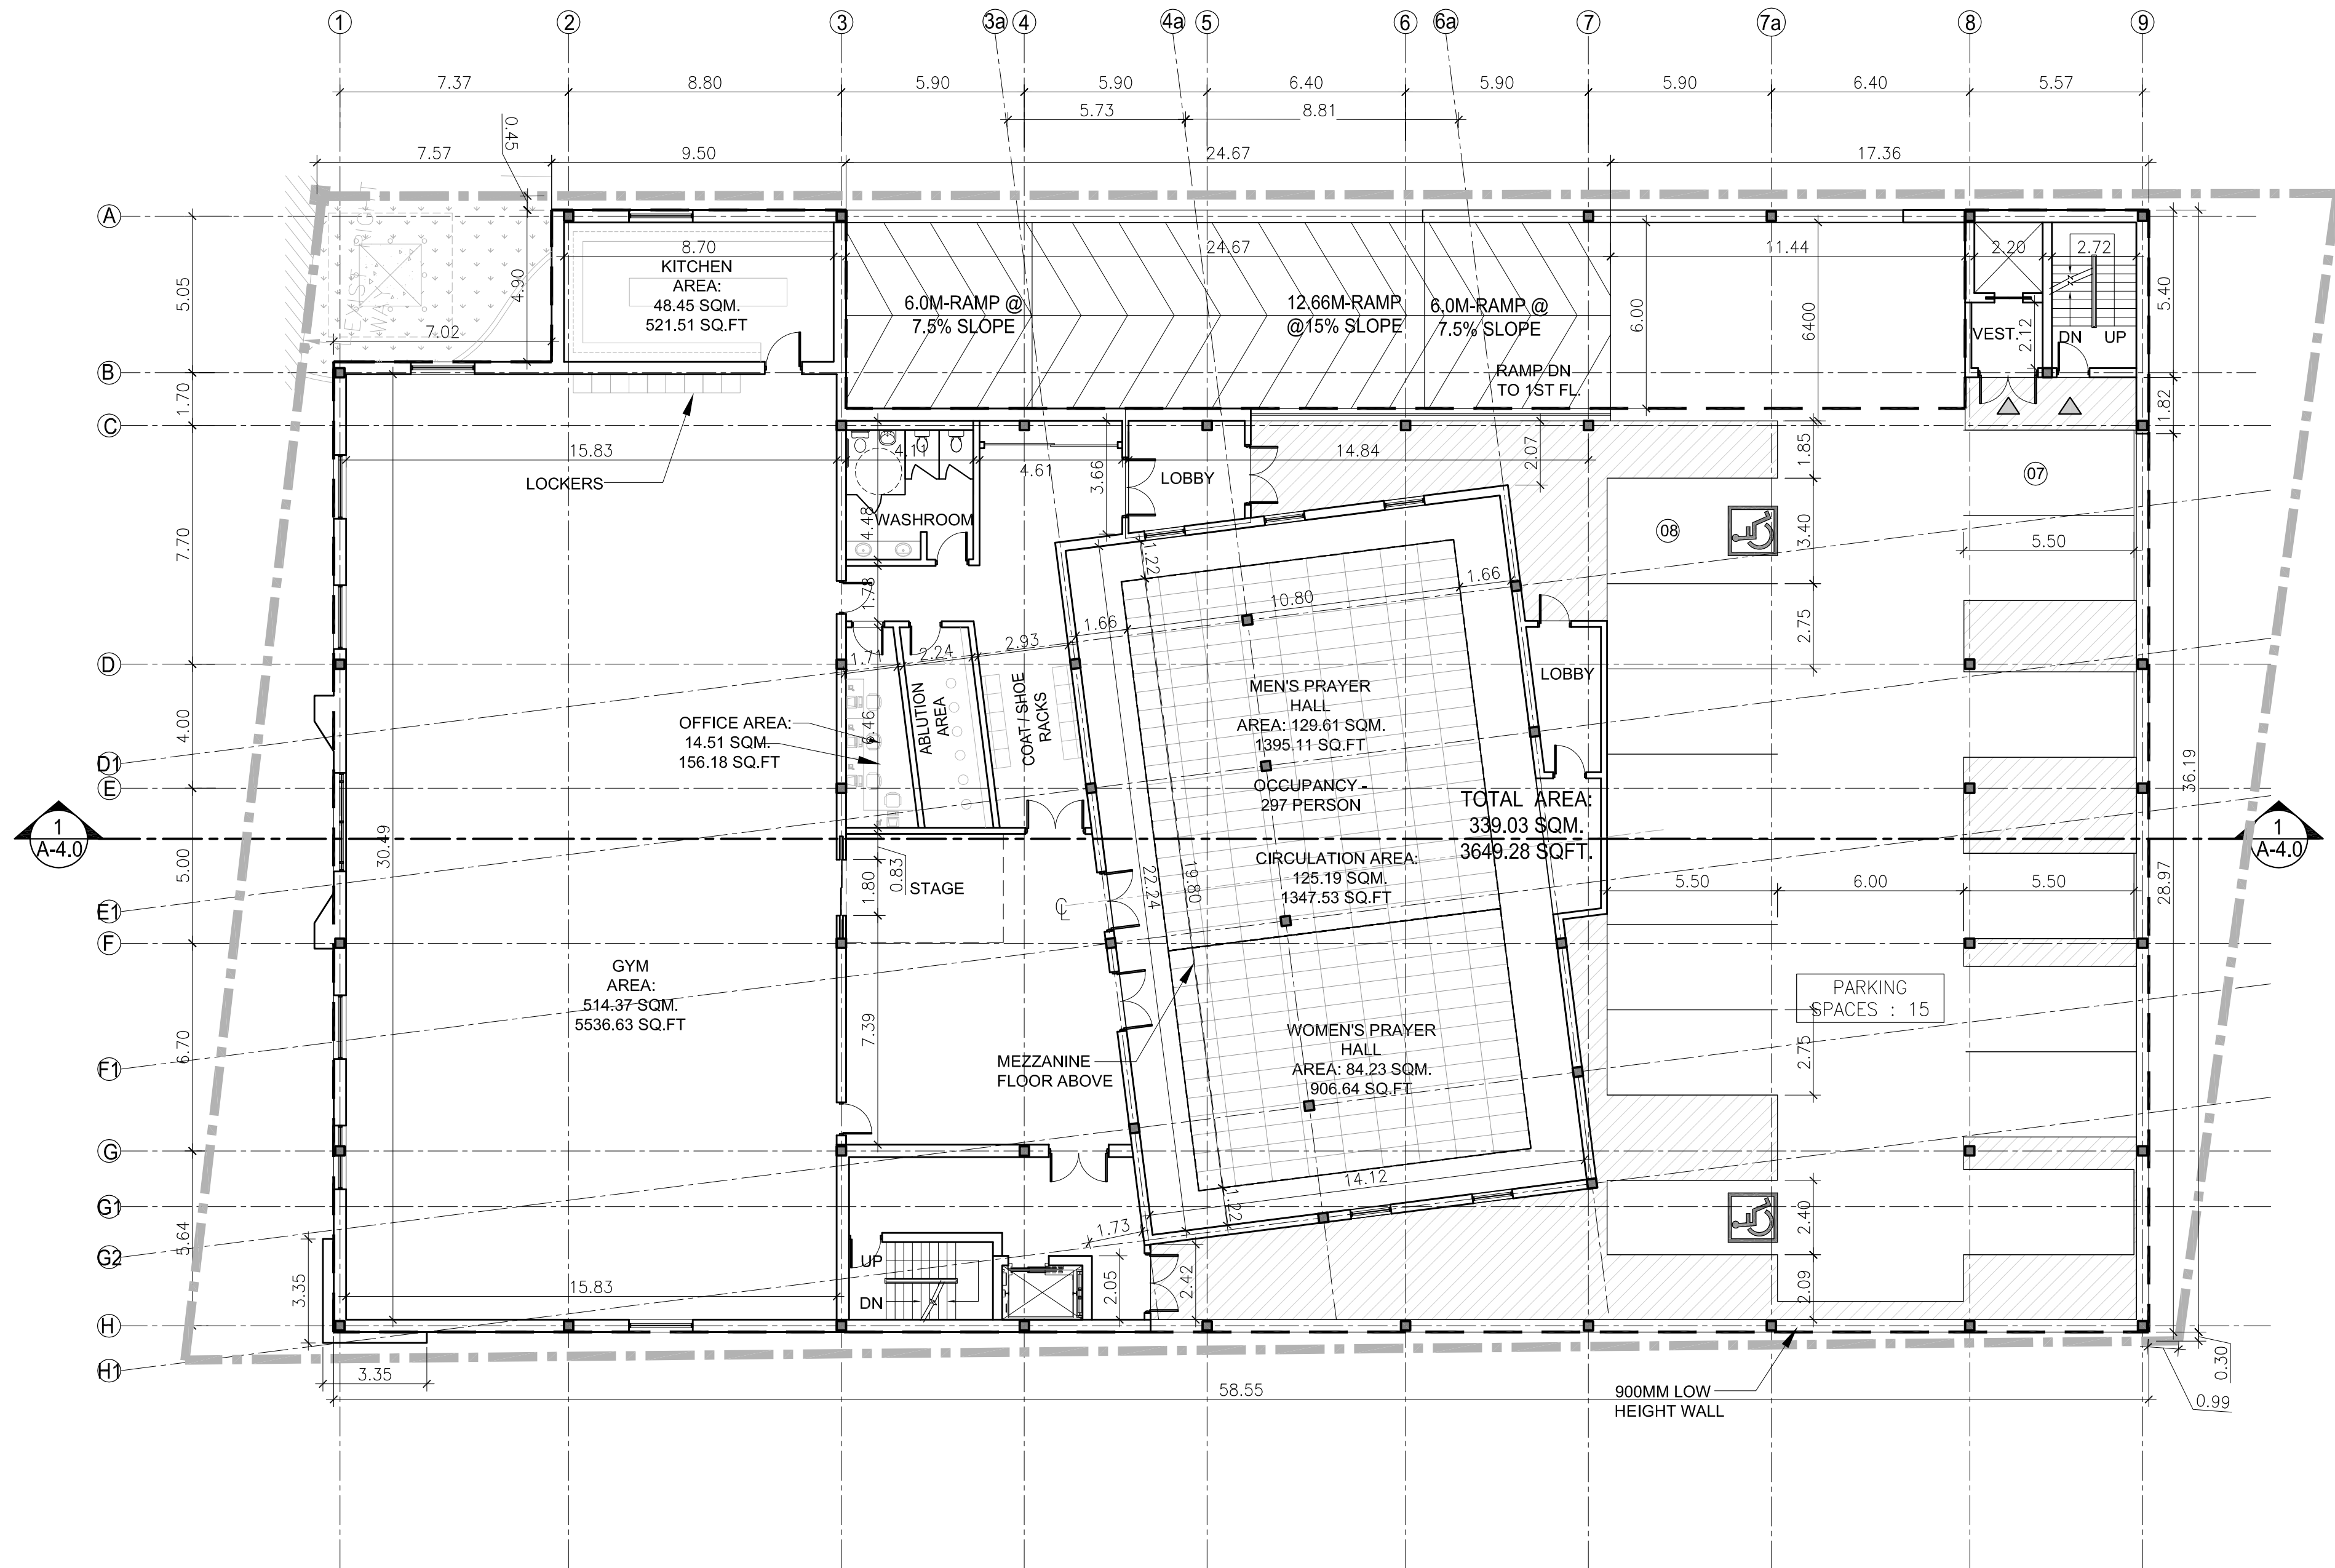 1 2 3 3a 4 4a 5 6 6a 7 7a 8 9
7.37 8.80 5.90 5.90 6.40 5.90 5.90 6.40 5.57
5.73 8.81
0.45
7.57 9.50 24.67 17.36
A
B
C
D
D1
E
E1
F
F1
G
G1
G2
H
H1
5.05
1.70
7.70
4.00
5.00
6.70
5.64
4.90
7.02
8.70
KITCHEN
AREA:
48.45 SQM.
521.51 SQ.FT
24.67
11.44
2.20
2.72
6.0M-RAMP @
7.5% SLOPE
12.66M-RAMP
@15% SLOPE
6.0M-RAMP @
7.5% SLOPE
RAMP DN
TO 1ST FL.
6.00
6400
VEST.
2.12
DN
UP
5.40
1.82
36.19
28.97
LOCKERS
15.83
4.11
4.61
3.66
LOBBY
14.84
2.07
1.85
07
5.50
08
3.40
2.75
WASHROOM
4.48
1.78
1.22
1.66
10.80
1.66
1.71
2.24
2.93
OFFICE AREA:
14.51 SQM.
156.18 SQ.FT
6.46
ABLUTION
AREA
COAT / SHOE
RACKS
MEN'S PRAYER
HALL
AREA: 129.61 SQM.
1395.11 SQ.FT
OCCUPANCY -
297 PERSON
LOBBY
TOTAL AREA:
339.03 SQM.
3649.28 SQFT.
1
A-4.0
1
A-4.0
30.49
0.83
1.80
STAGE
22.24
19.80
CIRCULATION AREA:
125.19 SQM.
1347.53 SQ.FT
5.50
6.00
5.50
GYM
AREA:
514.37 SQM.
5536.63 SQ.FT
7.39
PARKING
SPACES : 15
2.75
MEZZANINE
FLOOR ABOVE
WOMEN'S PRAYER
HALL
AREA: 84.23 SQM.
906.64 SQ.FT
14.12
1.22
1.73
2.40
2.09
UP
DN
2.05
2.42
3.35
15.83
3.35
58.55
900MM LOW
HEIGHT WALL
0.30
0.99